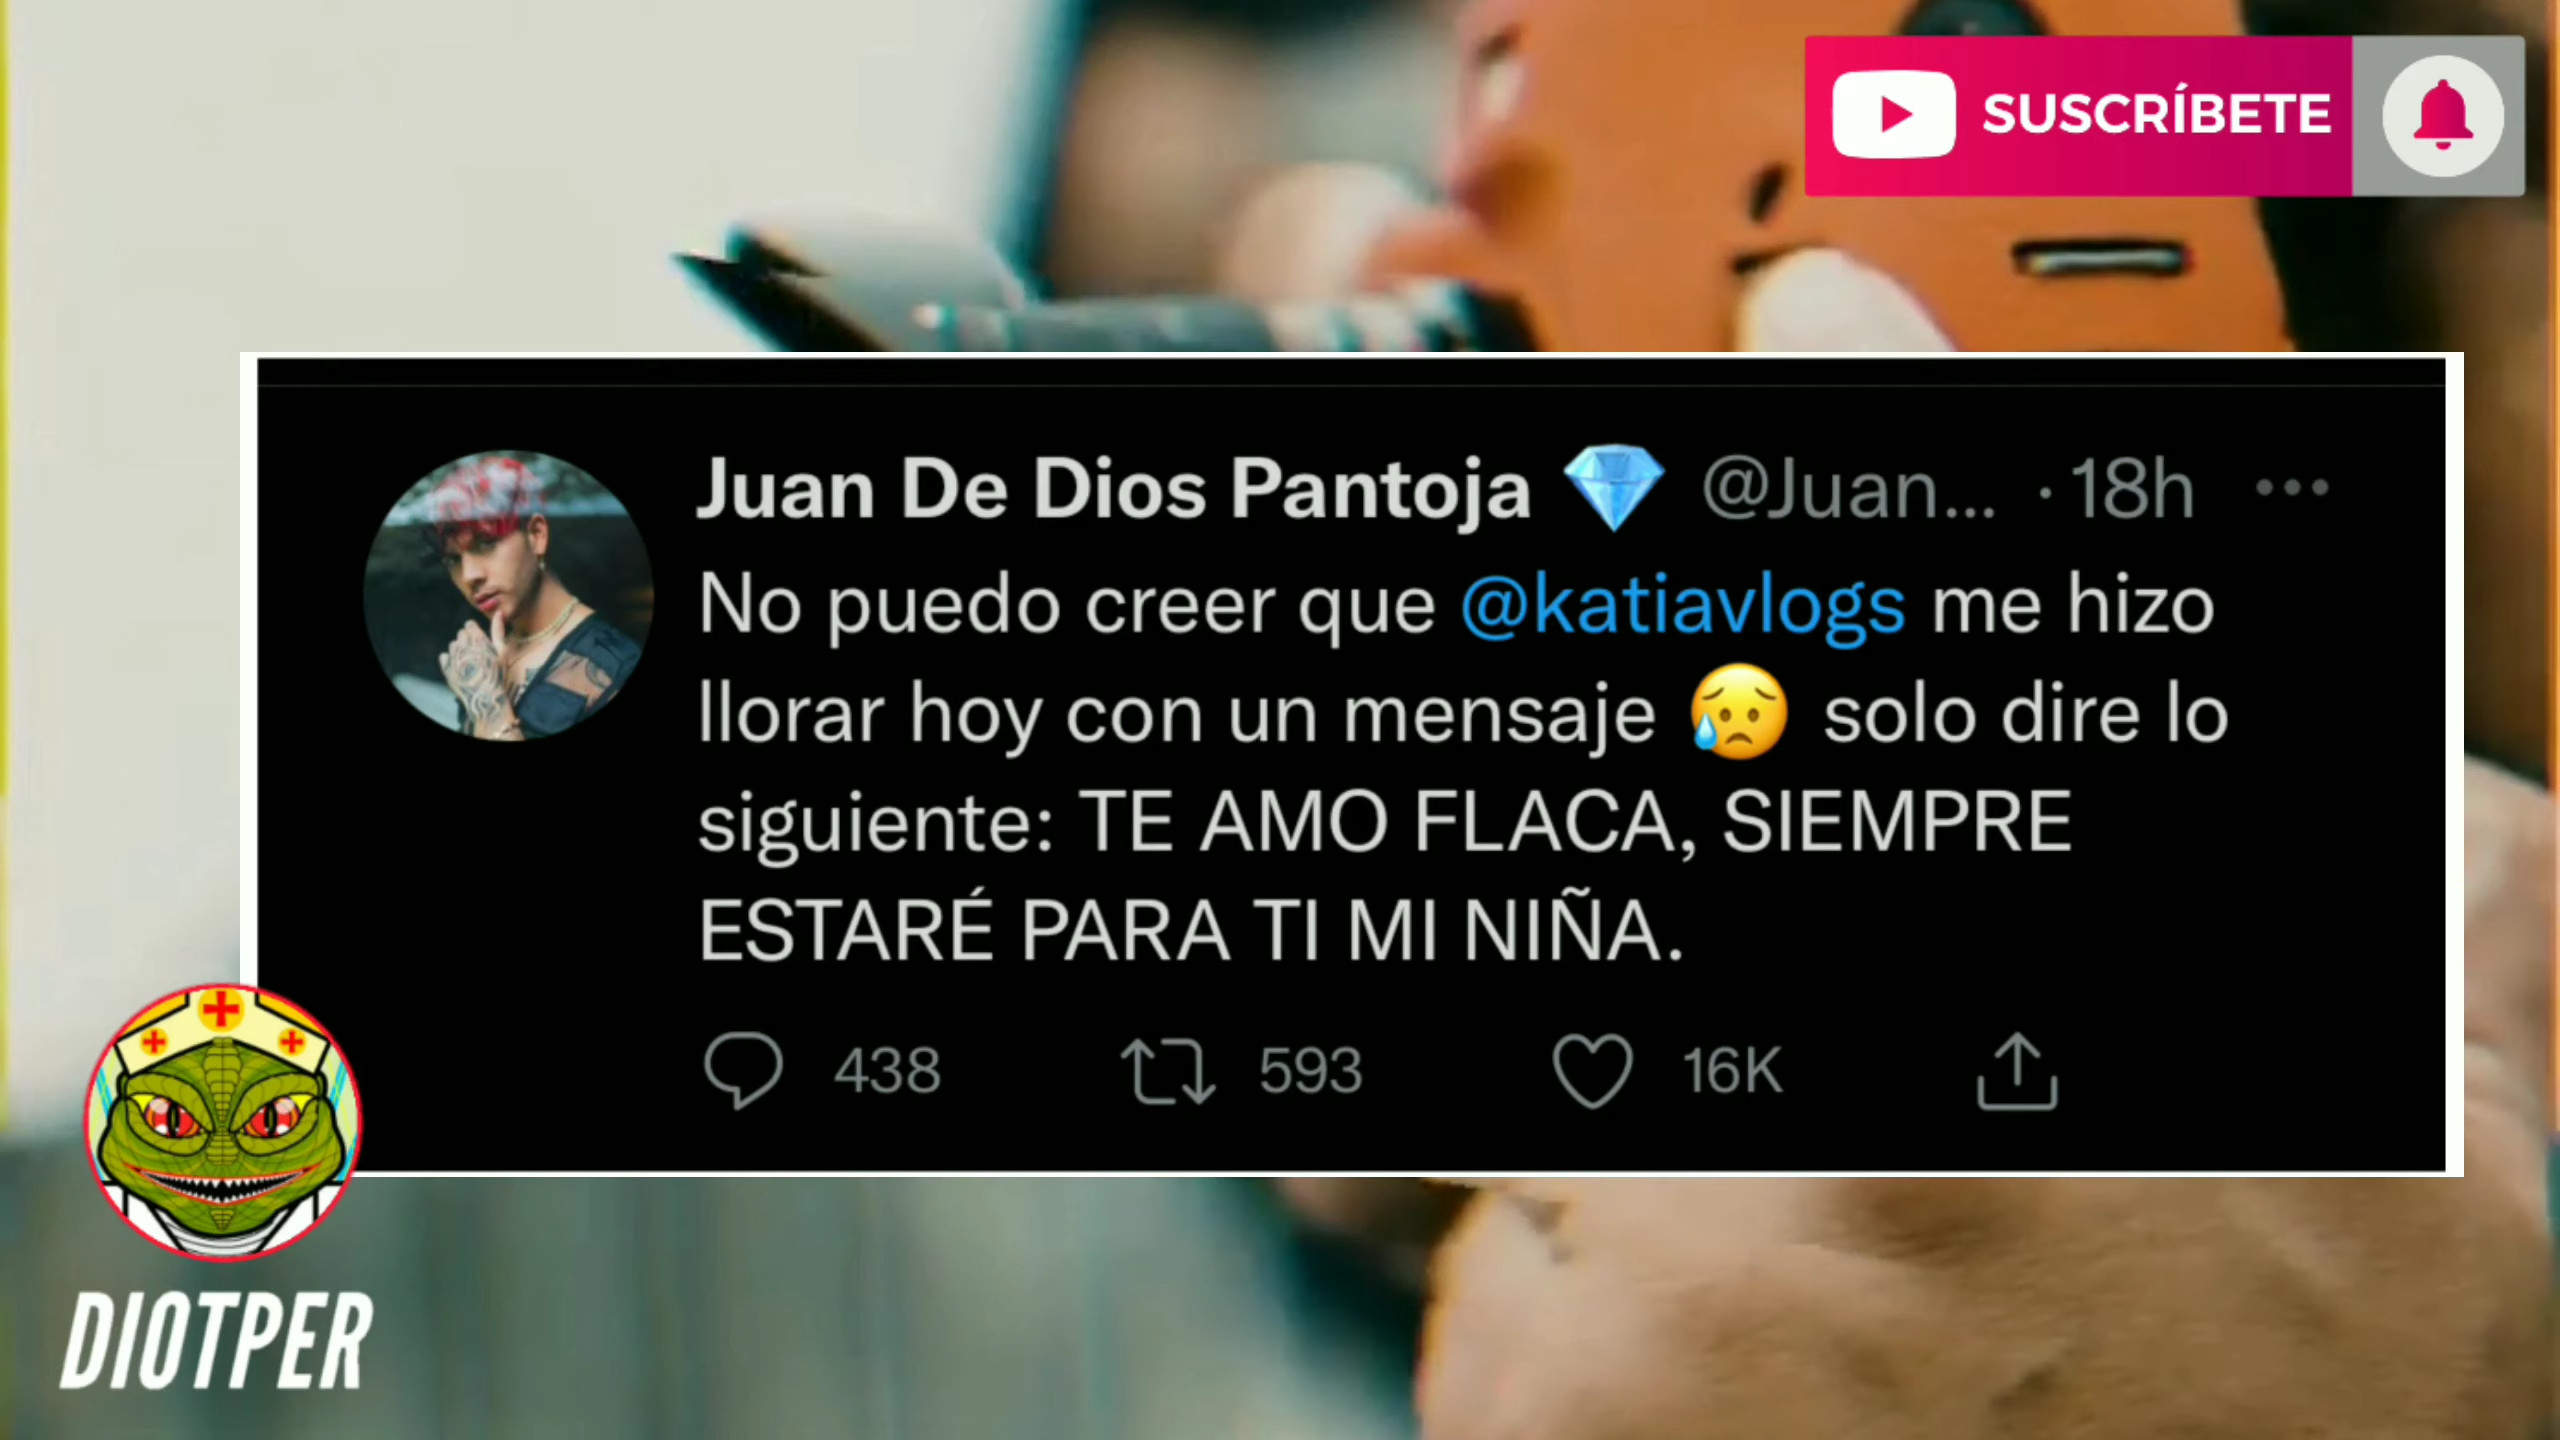 SUSCRÍBETE
Juan De Dios Pantoja 💎 @Juan... · 18h
No puedo creer que @katiavlogs me hizo
llorar hoy con un mensaje 😥 solo dire lo
siguiente: TE AMO FLACA, SIEMPRE
ESTARÉ PARA TI MI NIÑA.
438 593 16K
DIOTPER